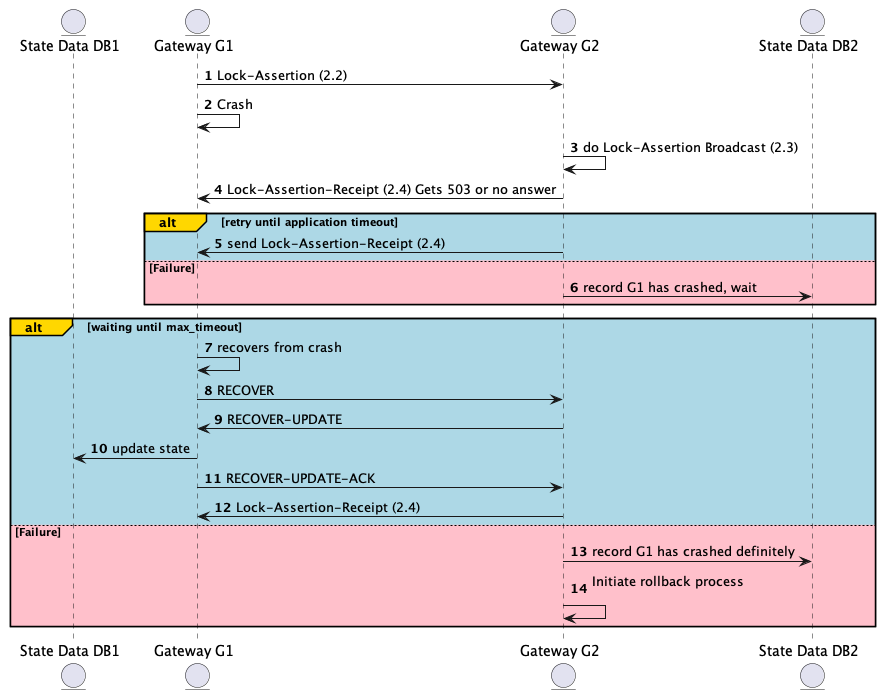 State Data DB1 Gateway G1 Gateway G2 State Data DB2
1 Lock-Assertion (2.2)
2 Crash
3 do Lock-Assertion Broadcast (2.3)
4 Lock-Assertion-Receipt (2.4) Gets 503 or no answer
alt [retry until application timeout]
5 send Lock-Assertion-Receipt (2.4)
[Failure]
6 record G1 has crashed, wait
alt [waiting until max_timeout]
7 recovers from crash
8 RECOVER
9 RECOVER-UPDATE
10 update state
11 RECOVER-UPDATE-ACK
12 Lock-Assertion-Receipt (2.4)
[Failure]
13 record G1 has crashed definitely
14 Initiate rollback process
State Data DB1 Gateway G1 Gateway G2 State Data DB2